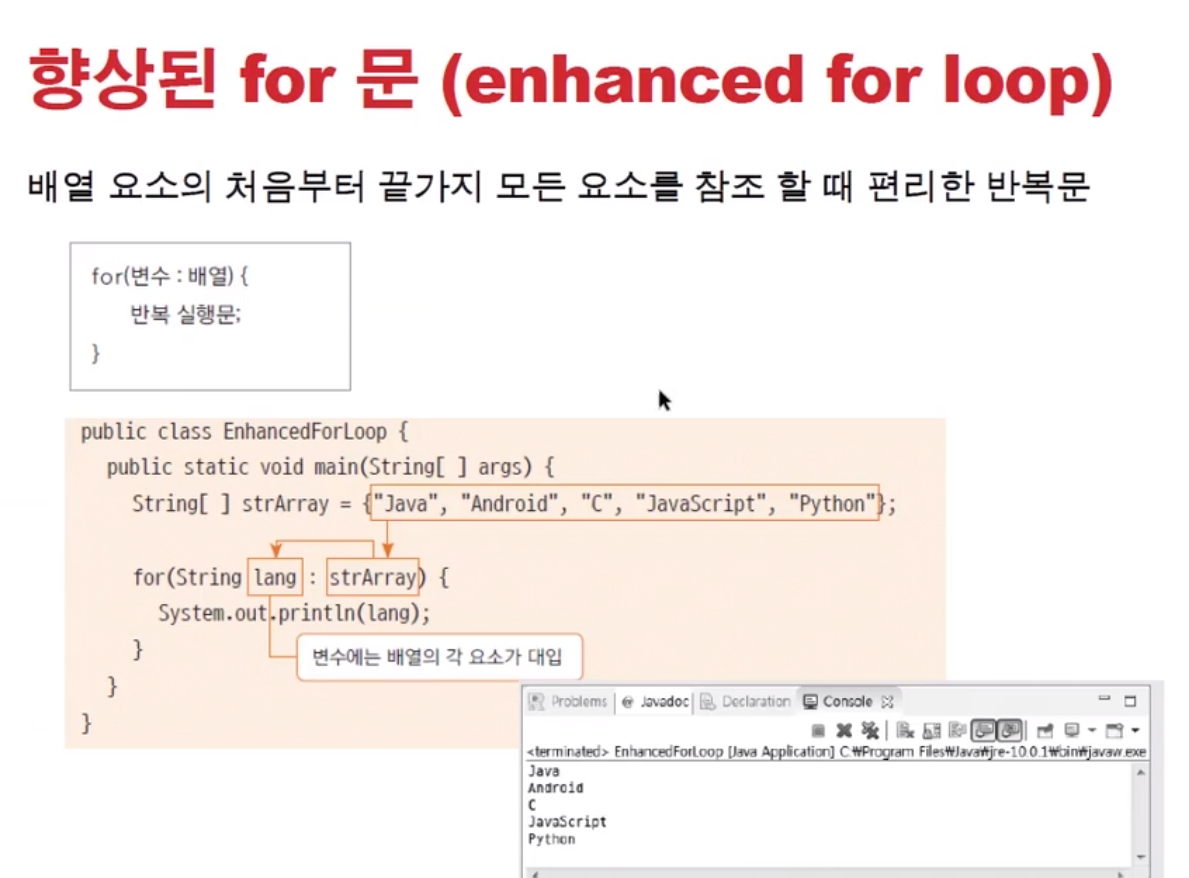 향상된 for 문 (enhanced for loop)
배열 요소의 처음부터 끝가지 모든 요소를 참조 할 때 편리한 반복문
for(변수 : 배열) {
반복 실행문;
}
public class EnhancedForLoop {
public static void main(String[ ] args) {
String[ ] strArray = {"Java", "Android", "C", "JavaScript", "Python"};
for(String lang : strArray) {
System.out.println(lang);
}
변수에는 배열의 각 요소가 대입
}
}
Problems @ Javadoc Declaration Console
<terminated> EnhancedForLoop [Java Application] C:₩Program Files₩Java₩jre-10.0.1₩bin₩javaw.exe
Java
Android
C
JavaScript
Python